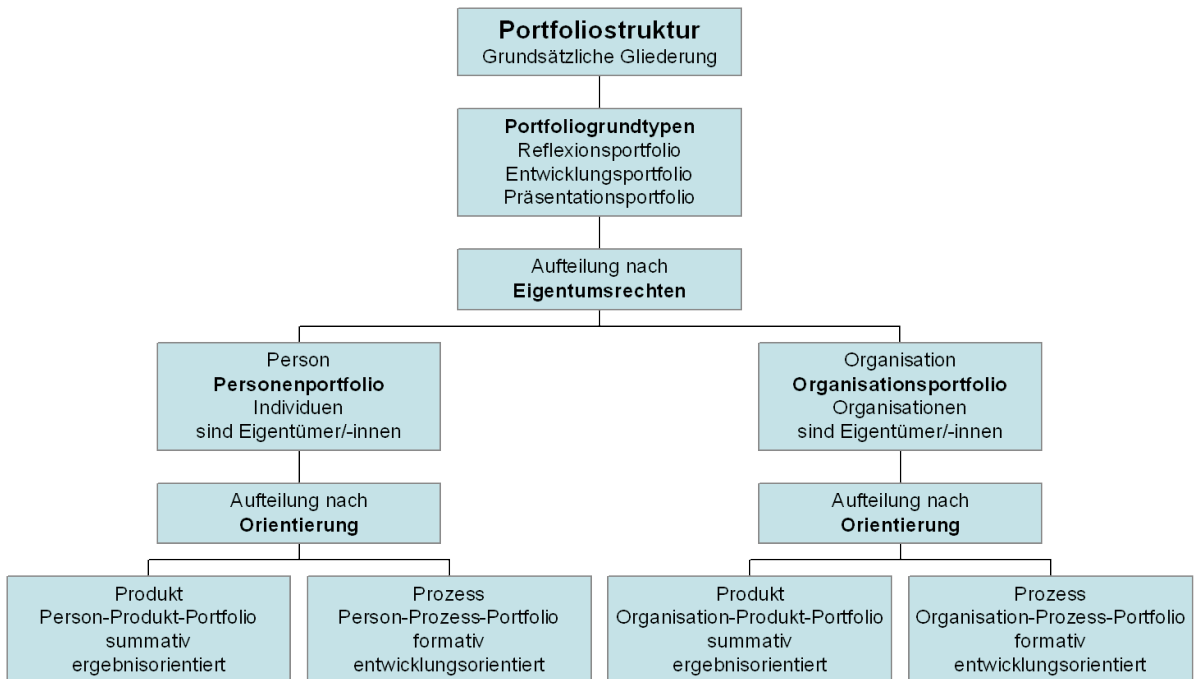 Portfoliostruktur
Grundsätzliche Gliederung
Portfoliogrundtypen
Reflexionsportfolio
Entwicklungsportfolio
Präsentationsportfolio
Aufteilung nach
Eigentumsrechten
Person
Personenportfolio
Individuen
sind Eigentümer/-innen
Organisation
Organisationsportfolio
Organisationen
sind Eigentümer/-innen
Aufteilung nach
Orientierung
Aufteilung nach
Orientierung
Produkt
Person-Produkt-Portfolio
summativ
ergebnisorientiert
Prozess
Person-Prozess-Portfolio
formativ
entwicklungsorientiert
Produkt
Organisation-Produkt-Portfolio
summativ
ergebnisorientiert
Prozess
Organisation-Prozess-Portfolio
formativ
entwicklungsorientiert